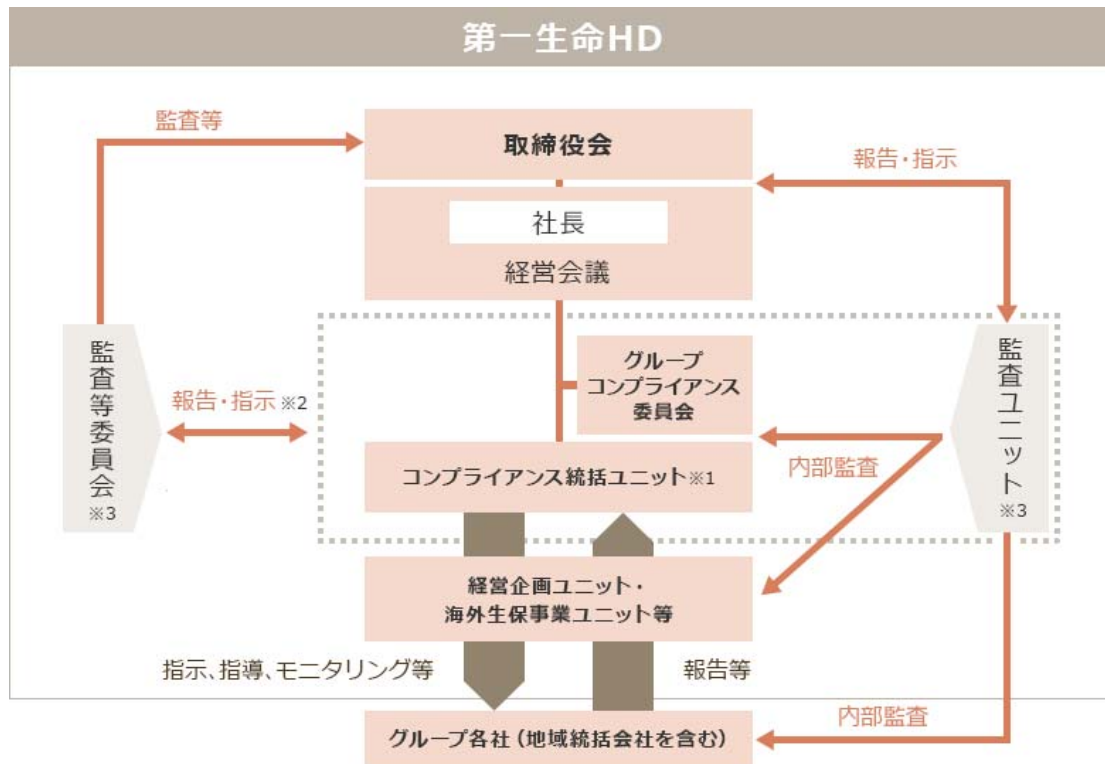 第一生命HD
監査等
取締役会
報告・指示
社長
経営会議
監査等委員会
※3
報告・指示 ※2
グループ
コンプライアンス
委員会
監査ユニット
※3
内部監査
コンプライアンス統括ユニット※1
経営企画ユニット・
海外生保事業ユニット等
指示、指導、モニタリング等
報告等
内部監査
グループ各社（地域統括会社を含む）